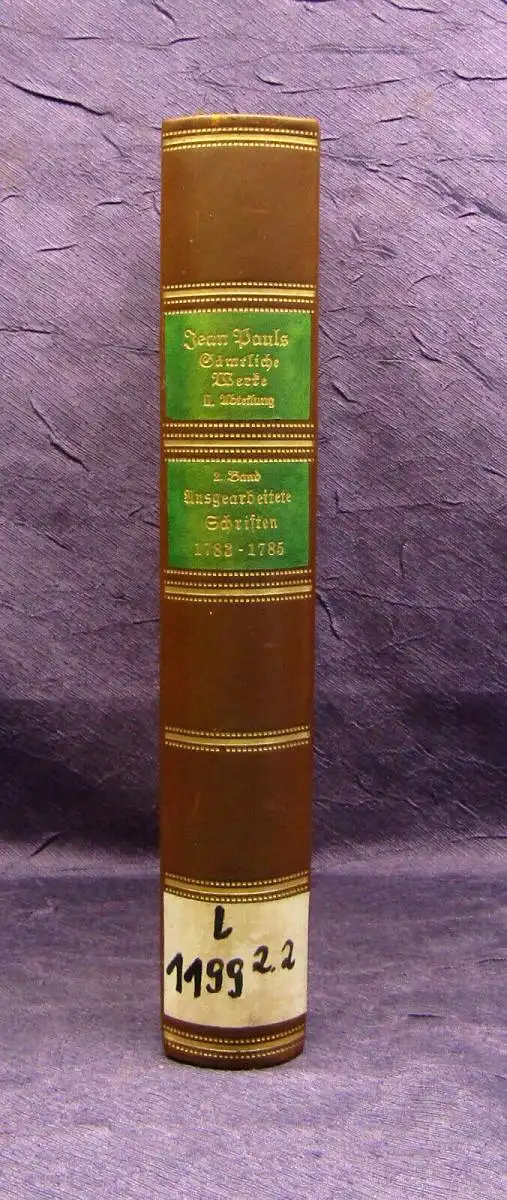 Jean Pauls
Sämtliche
Werke
II. Abteilung
2. Band
Ausgearbeitete
Schriften
1783 - 1785
L
1199 2.2